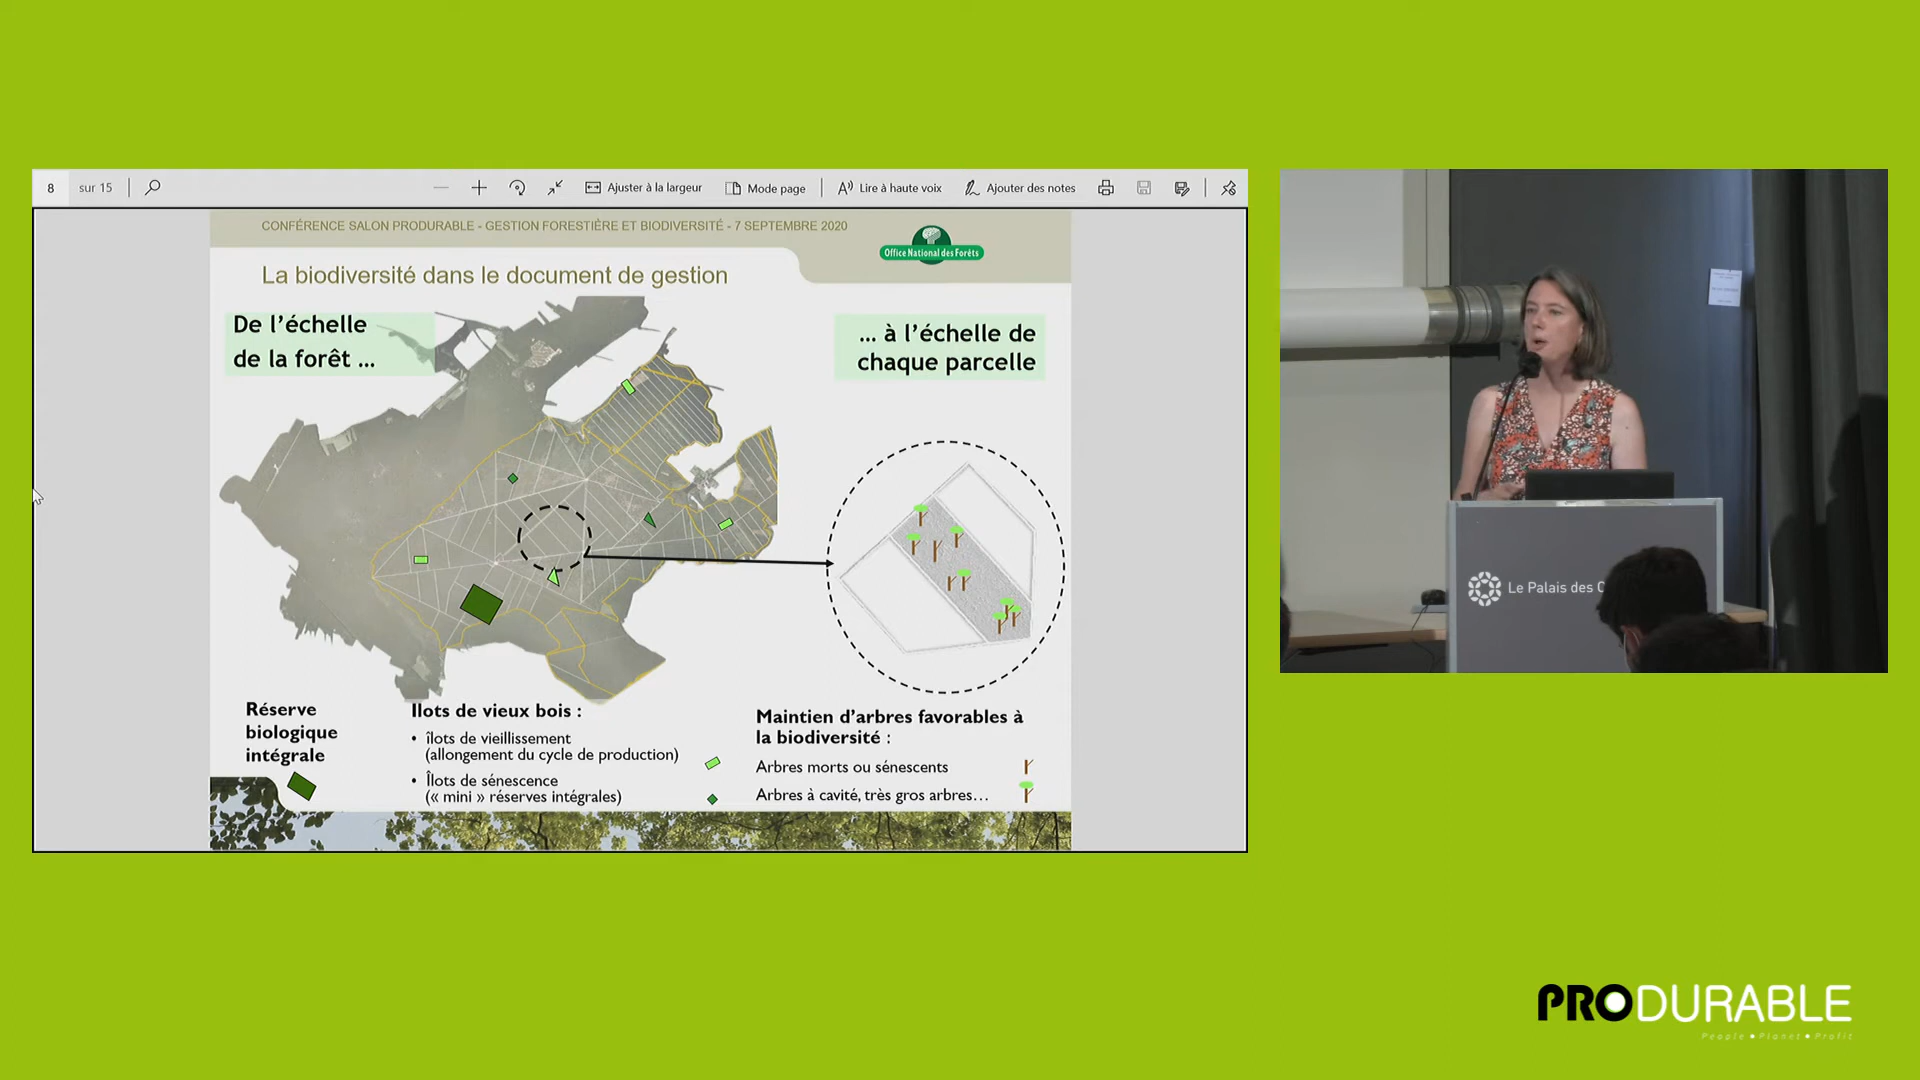 8 sur 15
Ajuster à la largeur
Mode page
Lire à haute voix
Ajouter des notes
CONFÉRENCE SALON PRODURABLE - GESTION FORESTIÈRE ET BIODIVERSITÉ - 7 SEPTEMBRE 2020
Office National des Forêts
La biodiversité dans le document de gestion
De l'échelle
de la forêt ...
... à l'échelle de
chaque parcelle
Réserve
biologique
intégrale
Ilots de vieux bois :
• îlots de vieillissement
(allongement du cycle de production)
• Îlots de sénescence
(« mini » réserves intégrales)
Maintien d'arbres favorables à
la biodiversité :
Arbres morts ou sénescents
Arbres à cavité, très gros arbres...
Le Palais des C
PRODURABLE
People • Planet • Profit